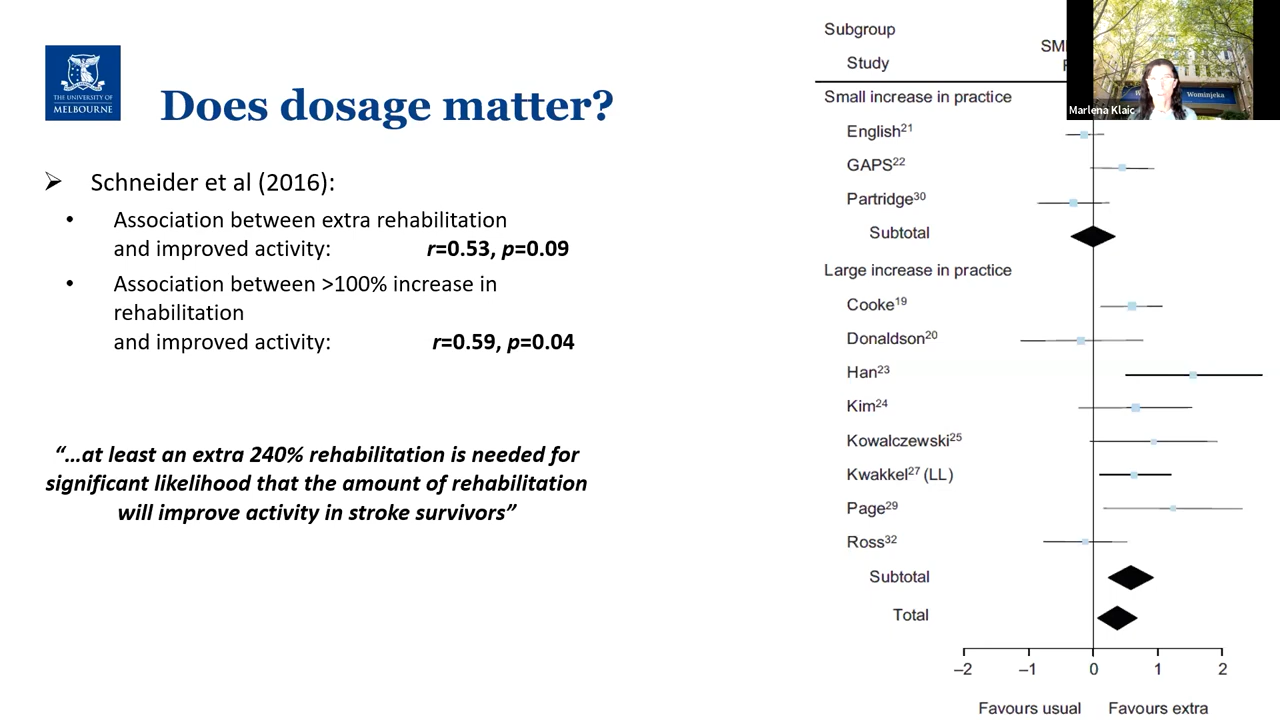 THE UNIVERSITY OF
MELBOURNE
Does dosage matter?
Schneider et al (2016):
• Association between extra rehabilitation
and improved activity: r=0.53, p=0.09
• Association between >100% increase in
rehabilitation
and improved activity: r=0.59, p=0.04
“…at least an extra 240% rehabilitation is needed for
significant likelihood that the amount of rehabilitation
will improve activity in stroke survivors”
Subgroup
Study
Small increase in practice
English21
GAPS22
Partridge30
Subtotal
Large increase in practice
Cooke19
Donaldson20
Han23
Kim24
Kowalczewski25
Kwakkel27 (LL)
Page29
Ross32
Subtotal
Total
–2 –1 0 1 2
Favours usual Favours extra
Wominjeka
Marlena Klaic